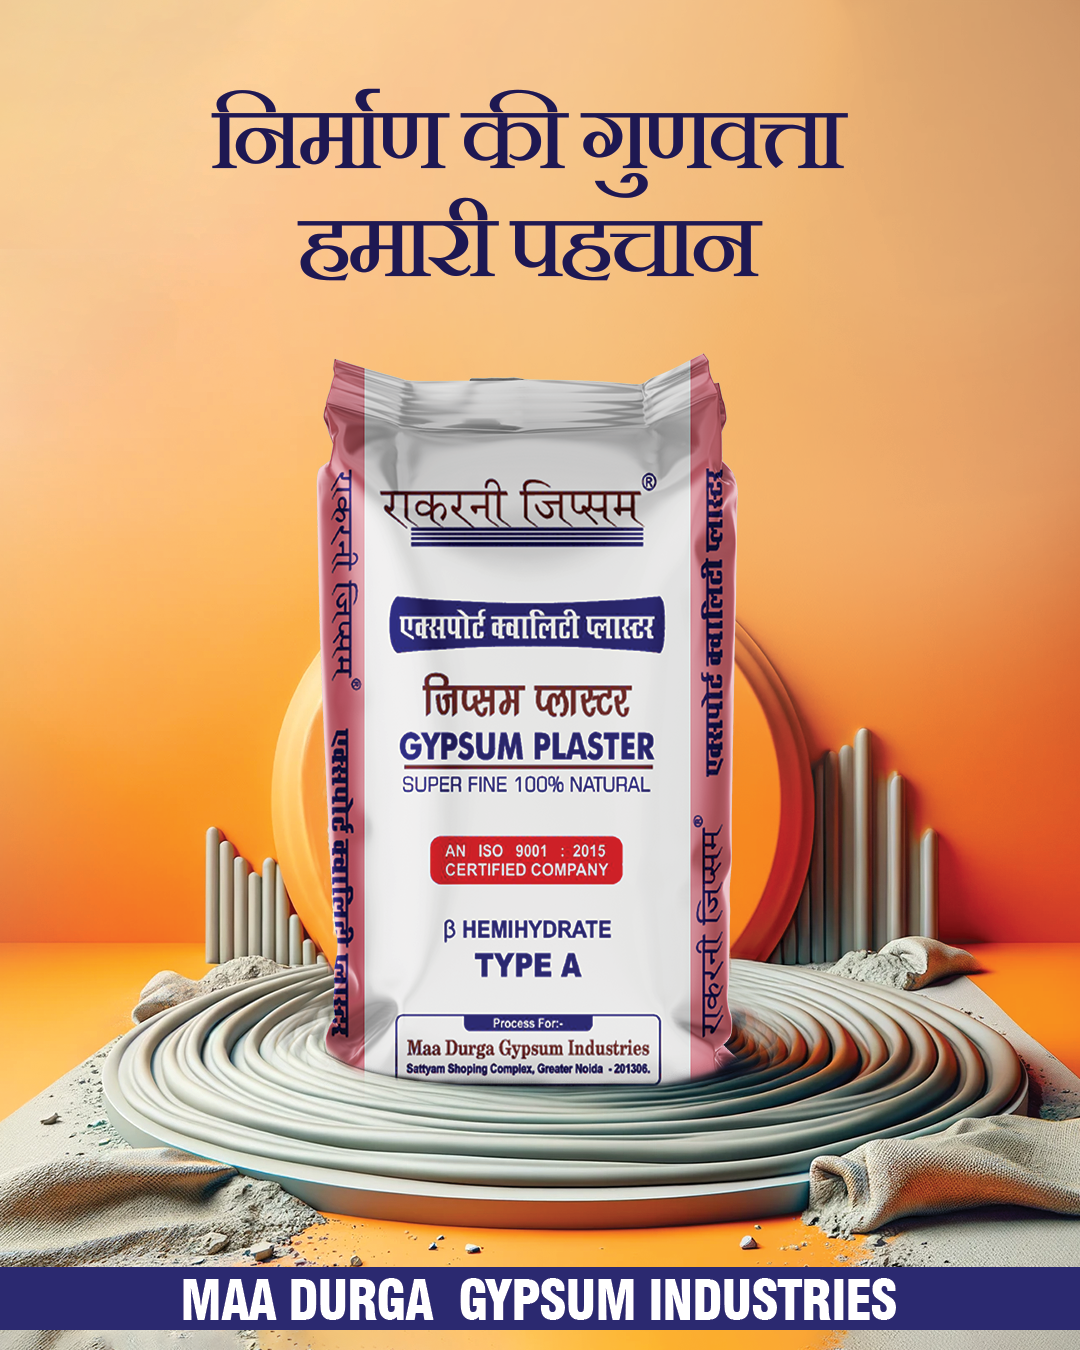 निर्माण की गुणवत्ता
हमारी पहचान
राकरनी जिप्सम®
एक्सपोर्ट क्वालिटी प्लास्टर
जिप्सम प्लास्टर
GYPSUM PLASTER
SUPER FINE 100% NATURAL
AN ISO 9001 : 2015
CERTIFIED COMPANY
β HEMIHYDRATE
TYPE A
Process For:-
Maa Durga Gypsum Industries
Sattyam Shoping Complex, Greater Noida - 201306.
राकरनी जिप्सम®
एक्सपोर्ट क्वालिटी प्लास्टर
एक्सपोर्ट क्वालिटी प्लास्टर
राकरनी जिप्सम®
MAA DURGA GYPSUM INDUSTRIES